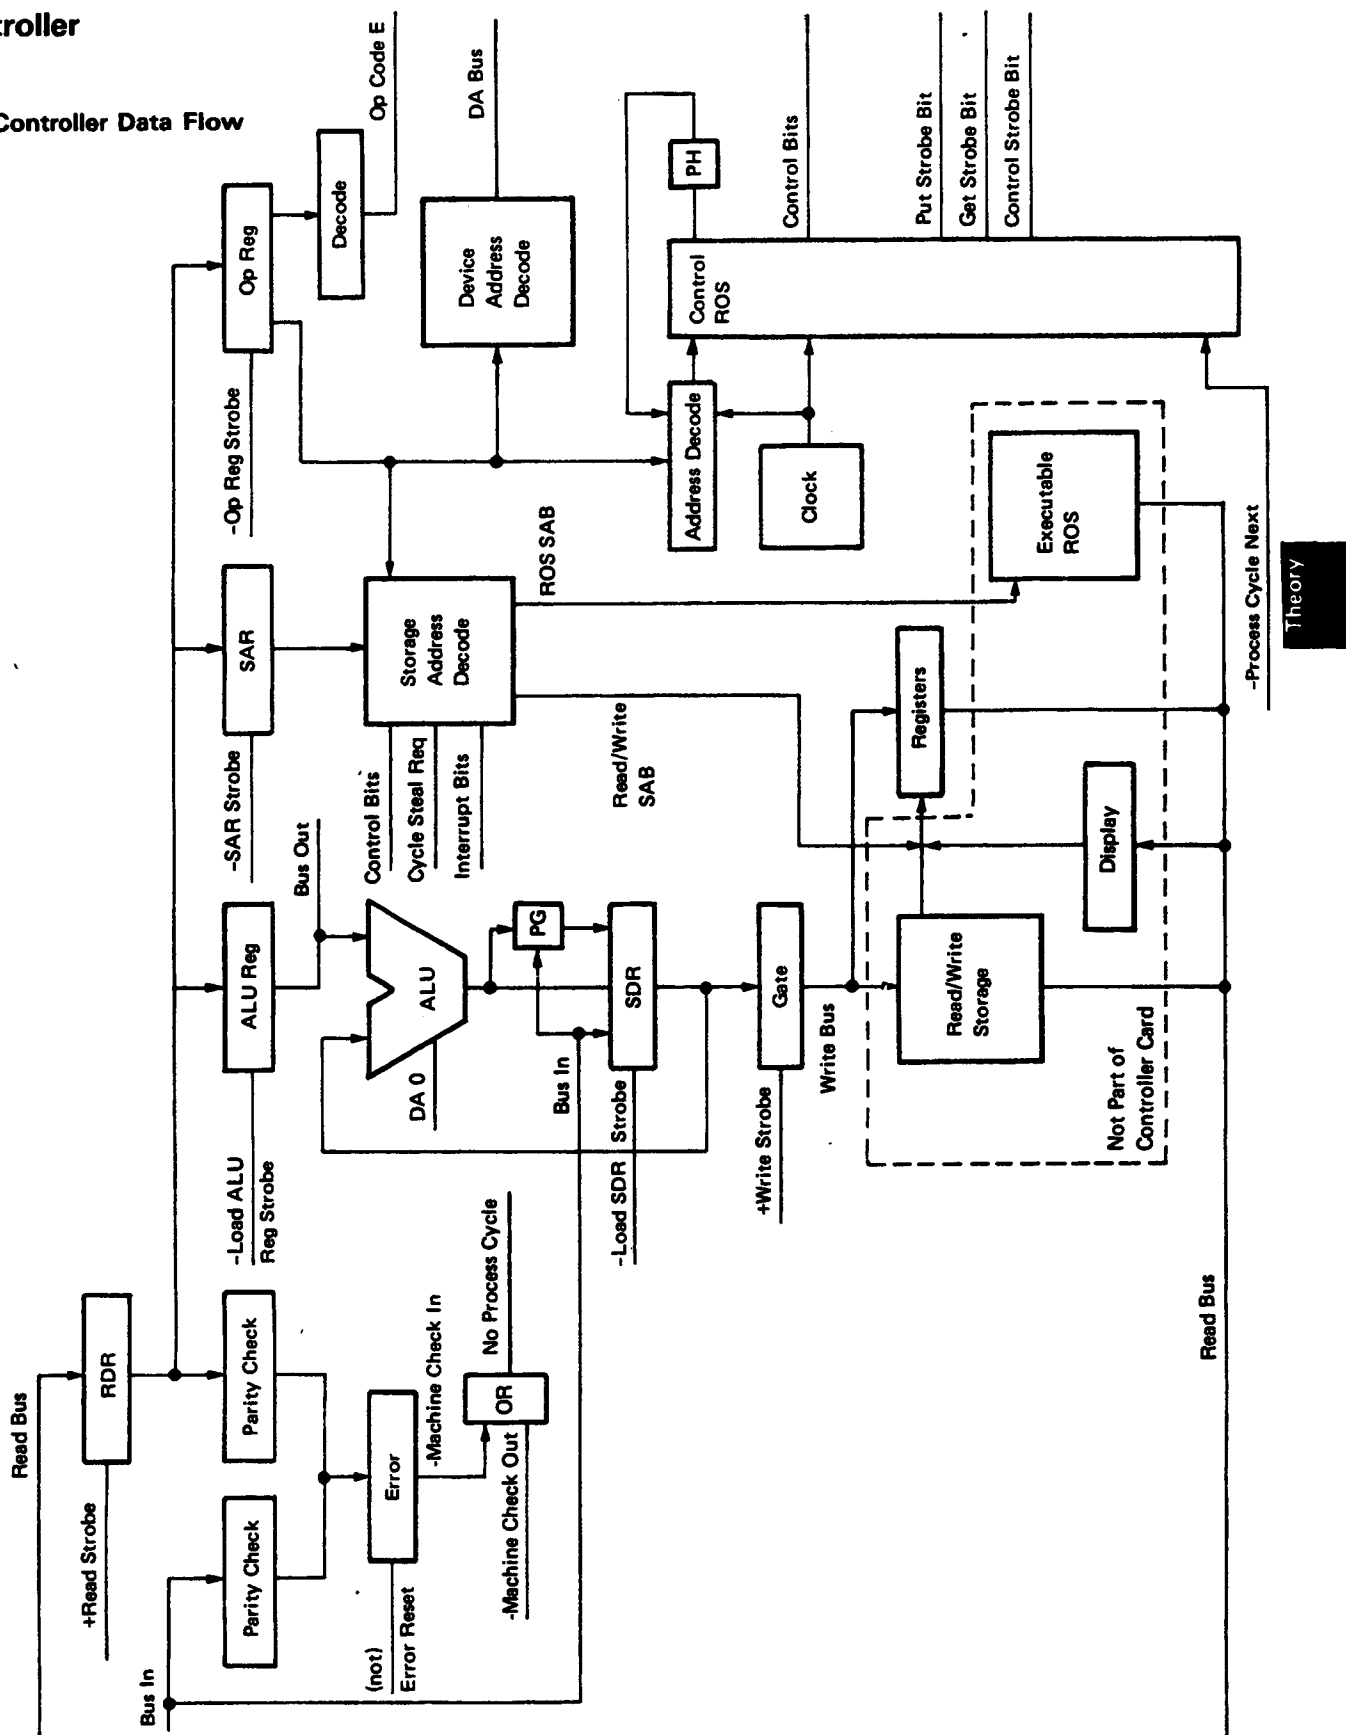 troller
Controller Data Flow
Op Code E
DA Bus
Control Bits
Put Strobe Bit
Get Strobe Bit
Control Strobe Bit
Op Reg
Decode
Device
Address
Decode
PH
Control
ROS
-Op Reg Strobe
Address Decode
Clock
Executable
ROS
-Process Cycle Next
Theory
SAR
-SAR Strobe
Storage
Address
Decode
ROS SAB
Read/Write
SAB
Control Bits
Cycle Steal Req
Interrupt Bits
Registers
Display
Bus Out
ALU Reg
-Load ALU
Reg Strobe
ALU
DA 0
PG
SDR
Bus In
-Load SDR Strobe
Gate
+Write Strobe
Write Bus
Read/Write
Storage
Not Part of
Controller Card
Read Bus
RDR
+Read Strobe
Parity Check
Parity Check
Bus In
Error
(not)
Error Reset
-Machine Check In
OR
-Machine Check Out
No Process Cycle
Read Bus